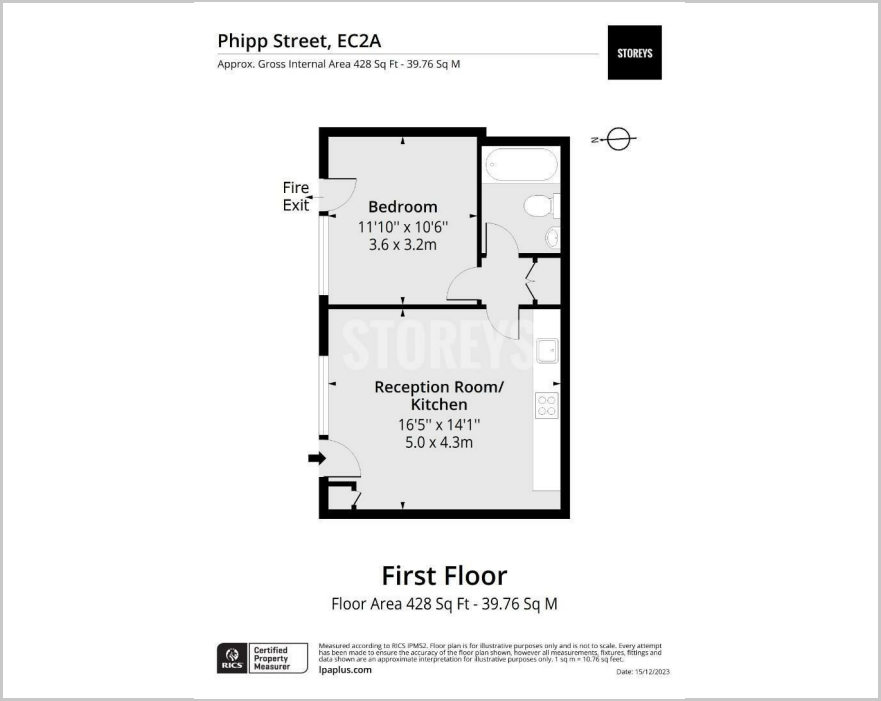 Phipp Street, EC2A
Approx. Gross Internal Area 428 Sq Ft - 39.76 Sq M
STOREYS
N
Fire
Exit
Bedroom
11'10'' x 10'6''
3.6 x 3.2m
STOREYS
Reception Room/
Kitchen
16'5'' x 14'1''
5.0 x 4.3m
First Floor
Floor Area 428 Sq Ft - 39.76 Sq M
RICS
Certified
Property
Measurer
Measured according to RICS IPMS2. Floor plan is for illustrative purposes only and is not to scale. Every attempt
has been made to ensure the accuracy of the floor plan shown, however all measurements, fixtures, fittings and
data shown are an approximate interpretation for illustrative purposes only. 1 sq m = 10.76 sq feet.
lpaplus.com
Date: 15/12/2023